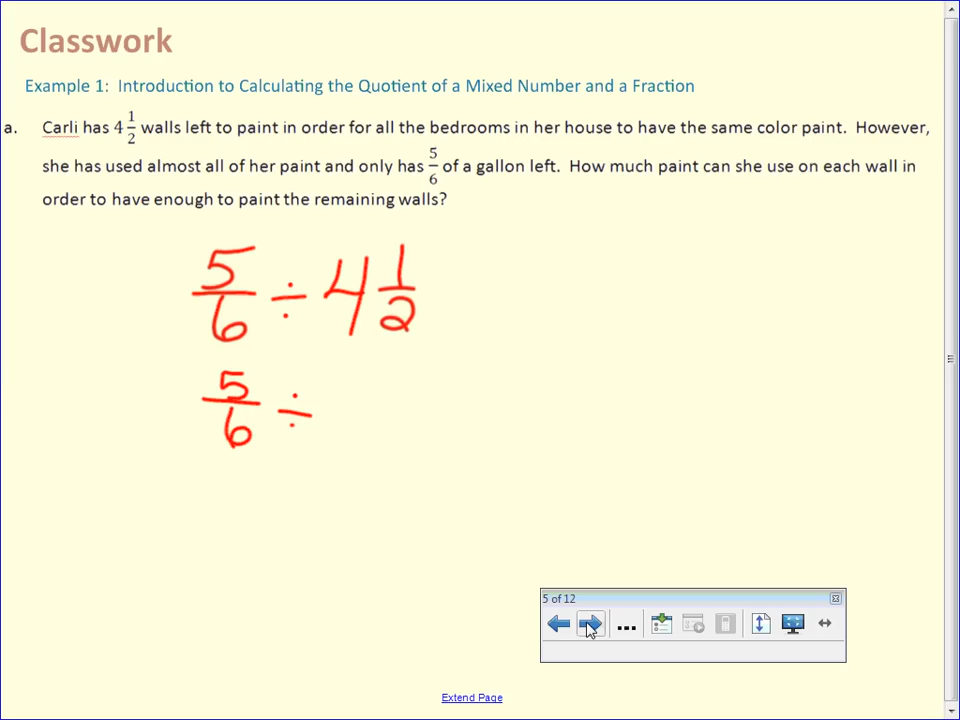 Classwork
Example 1: Introduction to Calculating the Quotient of a Mixed Number and a Fraction
a. Carli has 4 1/2 walls left to paint in order for all the bedrooms in her house to have the same color paint. However,
she has used almost all of her paint and only has 5/6 of a gallon left. How much paint can she use on each wall in
order to have enough to paint the remaining walls?
5/6 ÷ 4 1/2
5/6 ÷
5 of 12
...
Extend Page